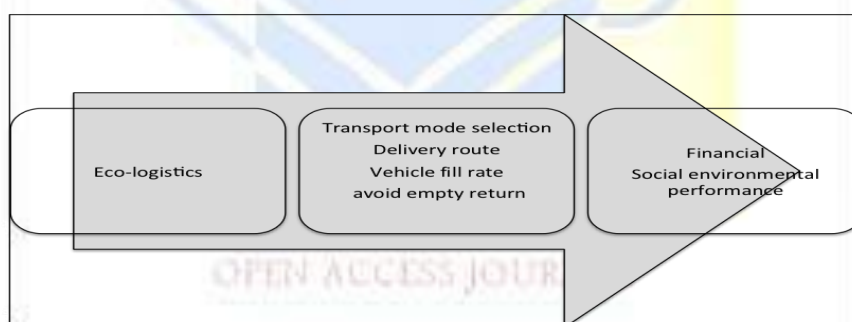 Eco-logistics
Transport mode selection
Delivery route
Vehicle fill rate
avoid empty return
Financial
Social environmental
performance
OPEN ACCESS JOUR